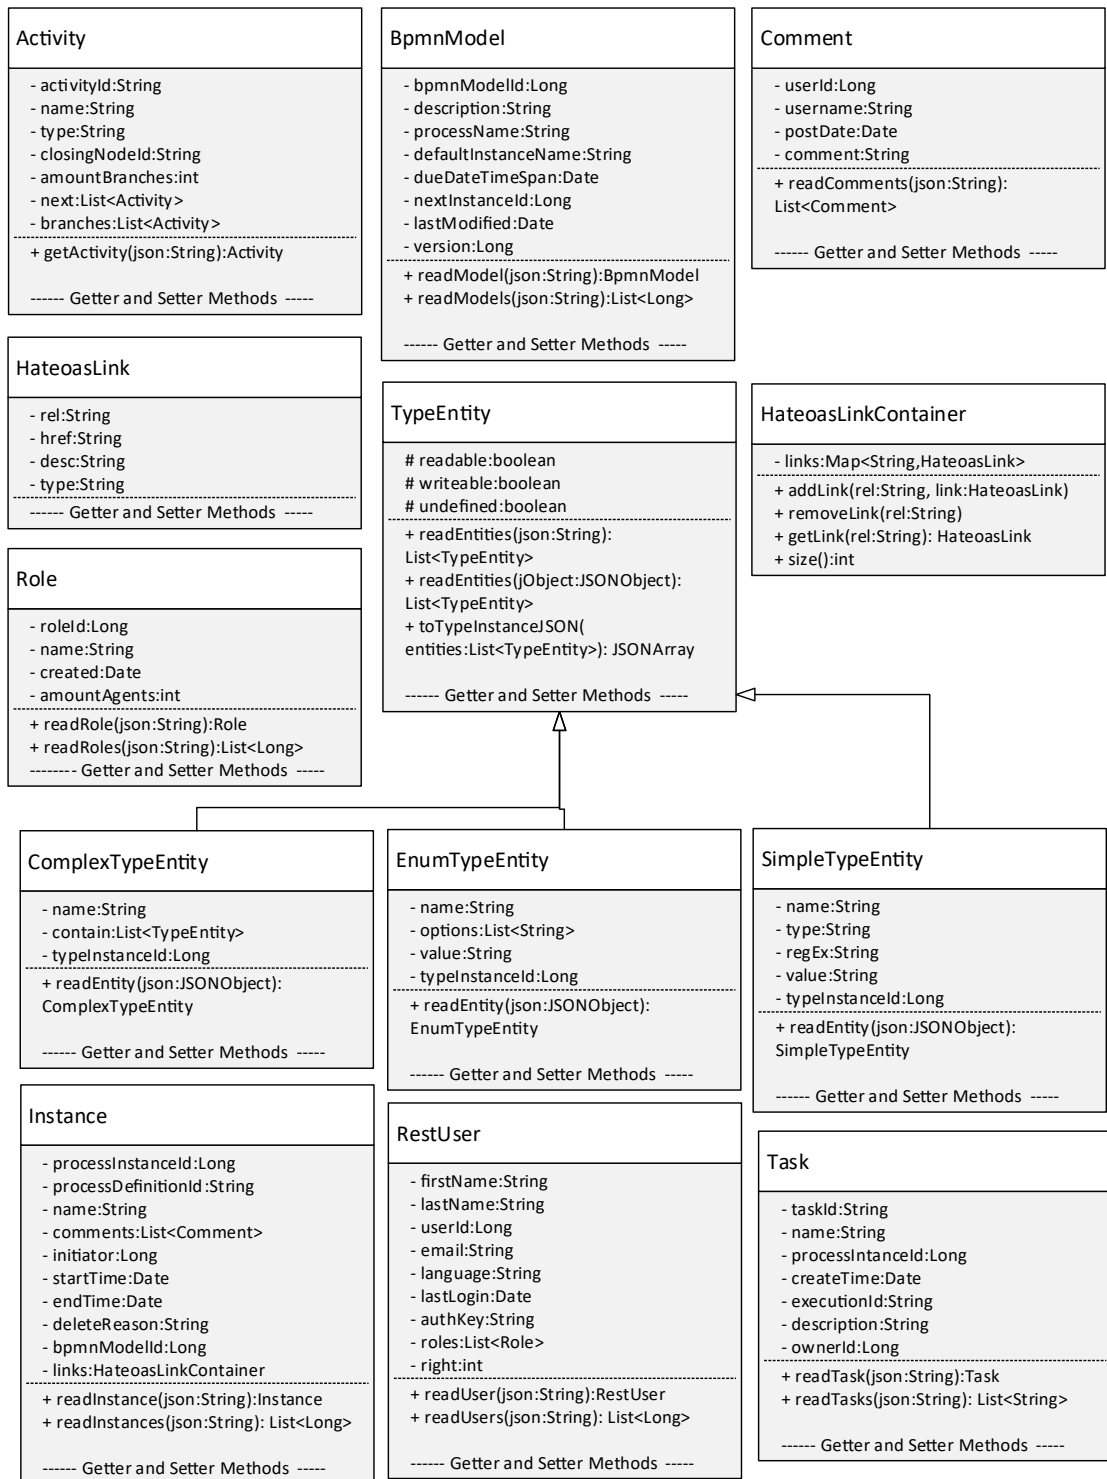 Activity
- activityId:String
- name:String
- type:String
- closingNodeId:String
- amountBranches:int
- next:List<Activity>
- branches:List<Activity>
+ getActivity(json:String):Activity
------ Getter and Setter Methods -----
BpmnModel
- bpmnModelId:Long
- description:String
- processName:String
- defaultInstanceName:String
- dueDateTimeSpan:Date
- nextInstanceId:Long
- lastModified:Date
- version:Long
+ readModel(json:String):BpmnModel
+ readModels(json:String):List<Long>
------ Getter and Setter Methods -----
Comment
- userId:Long
- username:String
- postDate:Date
- comment:String
+ readComments(json:String):
List<Comment>
------ Getter and Setter Methods -----
HateoasLink
- rel:String
- href:String
- desc:String
- type:String
------ Getter and Setter Methods -----
TypeEntity
# readable:boolean
# writeable:boolean
# undefined:boolean
+ readEntities(json:String):
List<TypeEntity>
+ readEntities(jObject:JSONObject):
List<TypeEntity>
+ toTypeInstanceJSON(
entities:List<TypeEntity>): JSONArray
------ Getter and Setter Methods -----
HateoasLinkContainer
- links:Map<String,HateoasLink>
+ addLink(rel:String, link:HateoasLink)
+ removeLink(rel:String)
+ getLink(rel:String): HateoasLink
+ size():int
Role
- roleId:Long
- name:String
- created:Date
- amountAgents:int
+ readRole(json:String):Role
+ readRoles(json:String):List<Long>
-------- Getter and Setter Methods -----
ComplexTypeEntity
- name:String
- contain:List<TypeEntity>
- typeInstanceId:Long
+ readEntity(json:JSONObject):
ComplexTypeEntity
------ Getter and Setter Methods -----
EnumTypeEntity
- name:String
- options:List<String>
- value:String
- typeInstanceId:Long
+ readEntity(json:JSONObject):
EnumTypeEntity
------ Getter and Setter Methods -----
SimpleTypeEntity
- name:String
- type:String
- regEx:String
- value:String
- typeInstanceId:Long
+ readEntity(json:JSONObject):
SimpleTypeEntity
------ Getter and Setter Methods -----
Instance
- processInstanceId:Long
- processDefinitionId:String
- name:String
- comments:List<Comment>
- initiator:Long
- startTime:Date
- endTime:Date
- deleteReason:String
- bpmnModelId:Long
- links:HateoasLinkContainer
+ readInstance(json:String):Instance
+ readInstances(json:String): List<Long>
------ Getter and Setter Methods -----
RestUser
- firstName:String
- lastName:String
- userId:Long
- email:String
- language:String
- lastLogin:Date
- authKey:String
- roles:List<Role>
- right:int
+ readUser(json:String):RestUser
+ readUsers(json:String): List<Long>
------ Getter and Setter Methods -----
Task
- taskId:String
- name:String
- processIntanceId:Long
- createTime:Date
- executionId:String
- description:String
- ownerId:Long
+ readTask(json:String):Task
+ readTasks(json:String): List<String>
------ Getter and Setter Methods -----